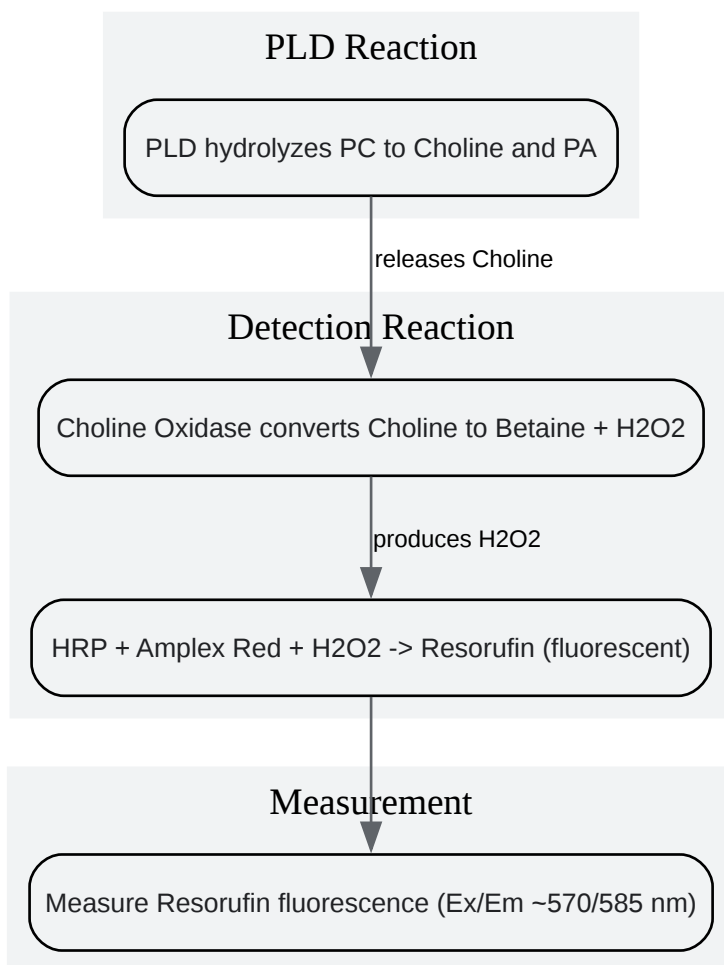 PLD Reaction
PLD hydrolyzes PC to Choline and PA
releases Choline
Detection Reaction
Choline Oxidase converts Choline to Betaine + H2O2
produces H2O2
HRP + Amplex Red + H2O2 -> Resorufin (fluorescent)
Measurement
Measure Resorufin fluorescence (Ex/Em ~570/585 nm)